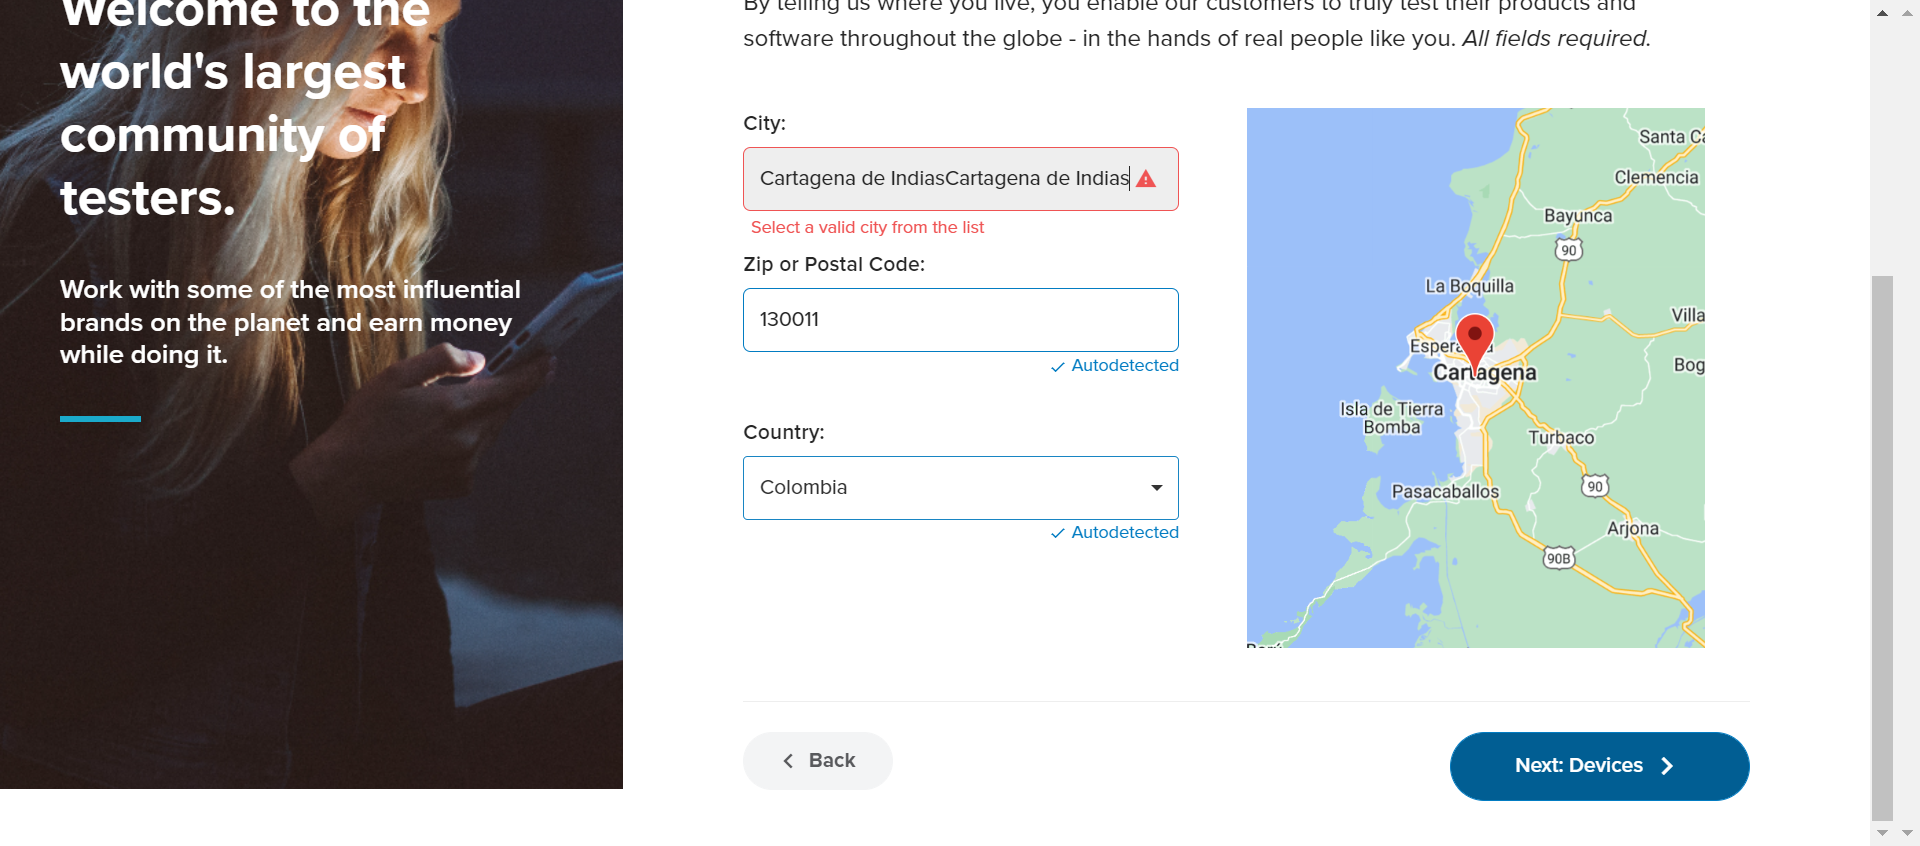 Welcome to the
world's largest
community of
testers.
Work with some of the most influential
brands on the planet and earn money
while doing it.
By telling us where you live, you enable our customers to truly test their products and
software throughout the globe - in the hands of real people like you. All fields required.
City:
Cartagena de IndiasCartagena de Indias
Select a valid city from the list
Zip or Postal Code:
130011
Autodetected
Country:
Colombia
Autodetected
Santa Ca
Clemencia
Bayunca
90
La Boquilla
Villa
Espera
Cartagena
Bog
Isla de Tierra
Bomba
Turbaco
Pasacaballos
90
Arjona
90B
Back
Next: Devices